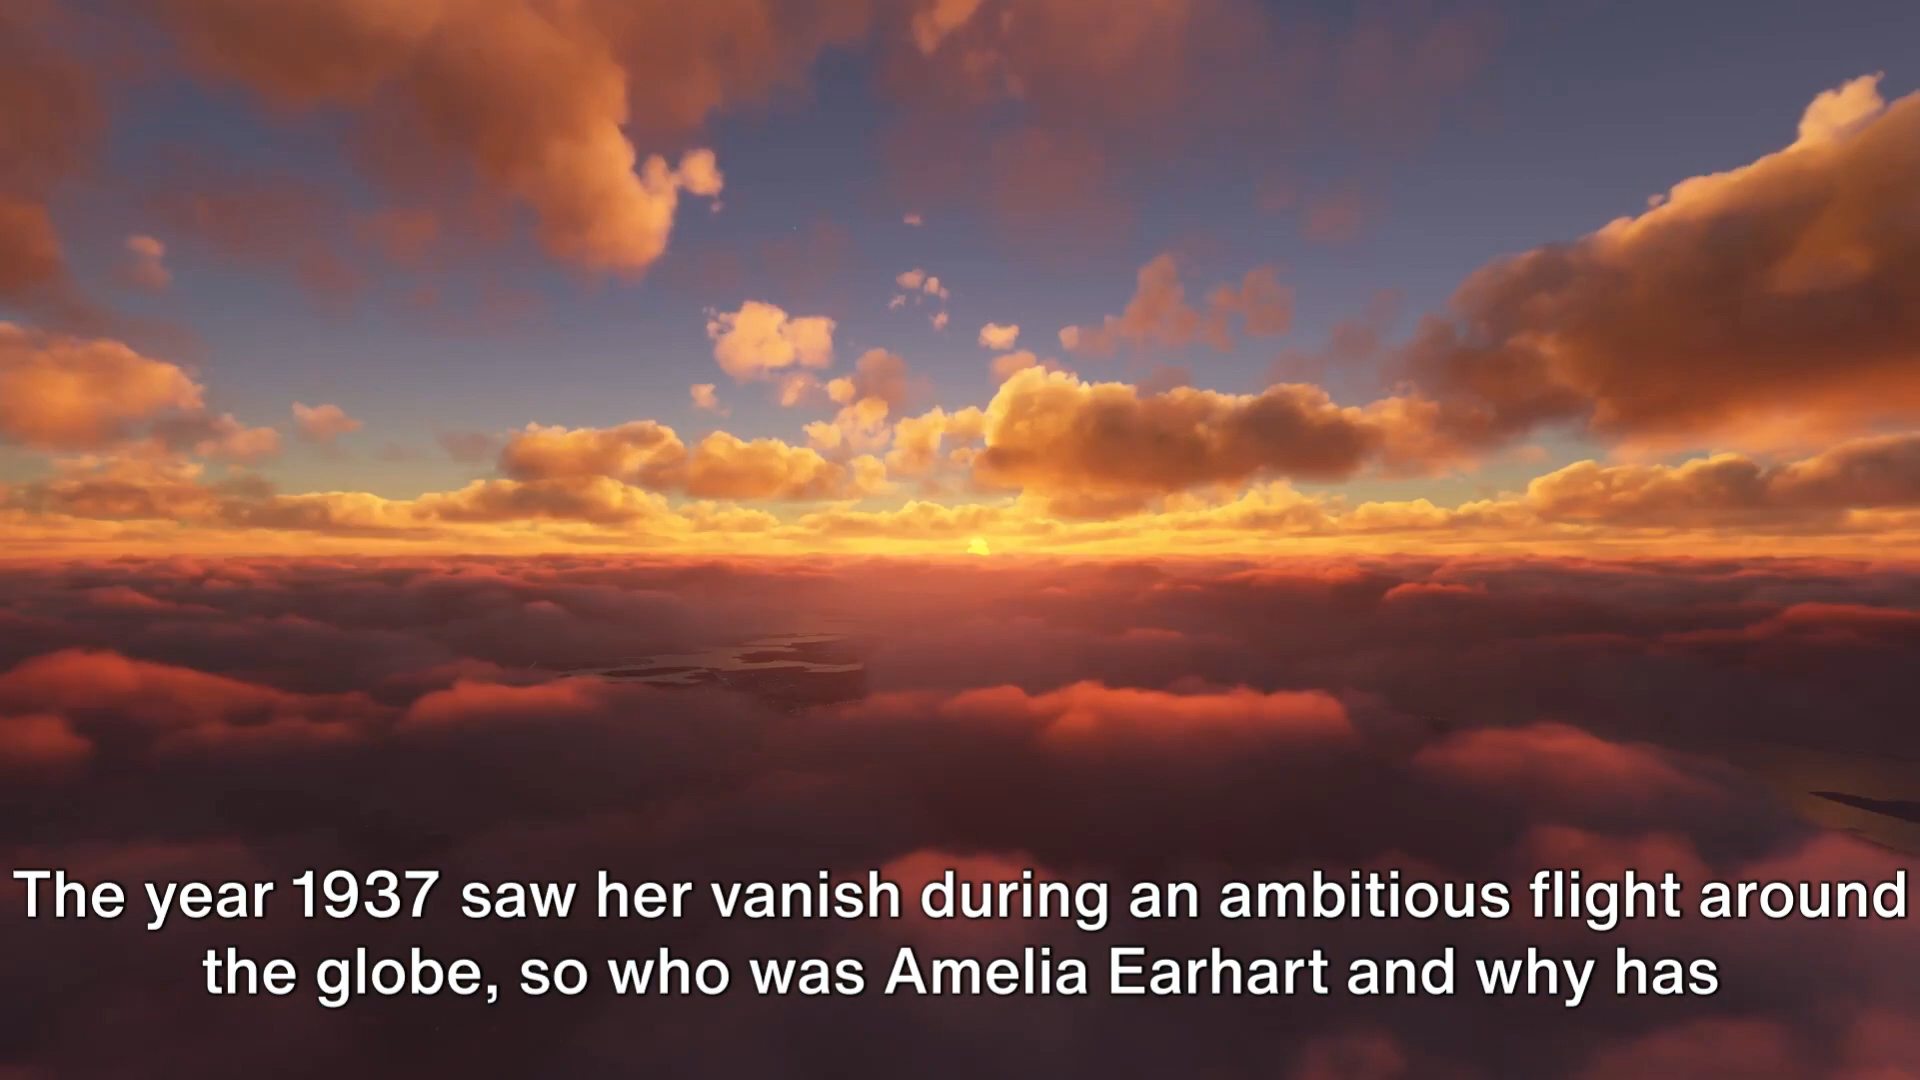 The year 1937 saw her vanish during an ambitious flight around
the globe, so who was Amelia Earhart and why has